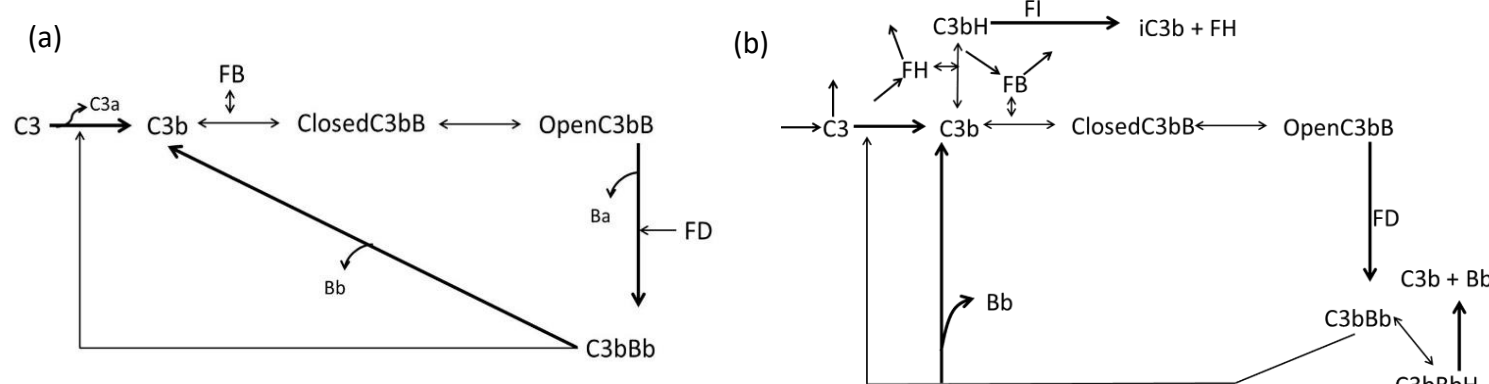 (a)
FB
C3a
C3
C3b
ClosedC3bB
OpenC3bB
Ba
FD
Bb
C3bBb
(b)
C3bH
FI
iC3b + FH
FH
FB
C3
C3b
ClosedC3bB
OpenC3bB
FD
C3b + Bb
Bb
C3bBb
C3bBbH